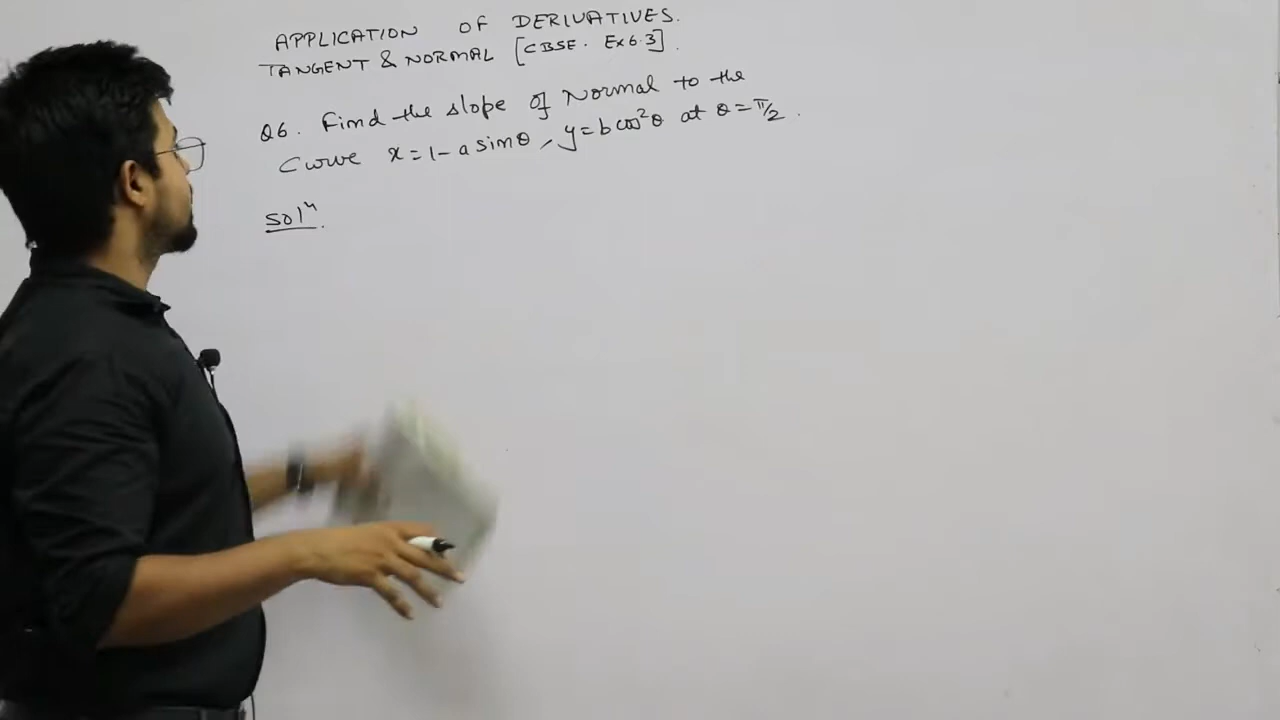 APPLICATION OF DERIVATIVES.
TANGENT & NORMAL [CBSE. Ex 6.3].
Q6. Find the slope of Normal to the
Curve x = 1 - a sinθ, y = b cos²θ at θ = π/2.
Solⁿ.